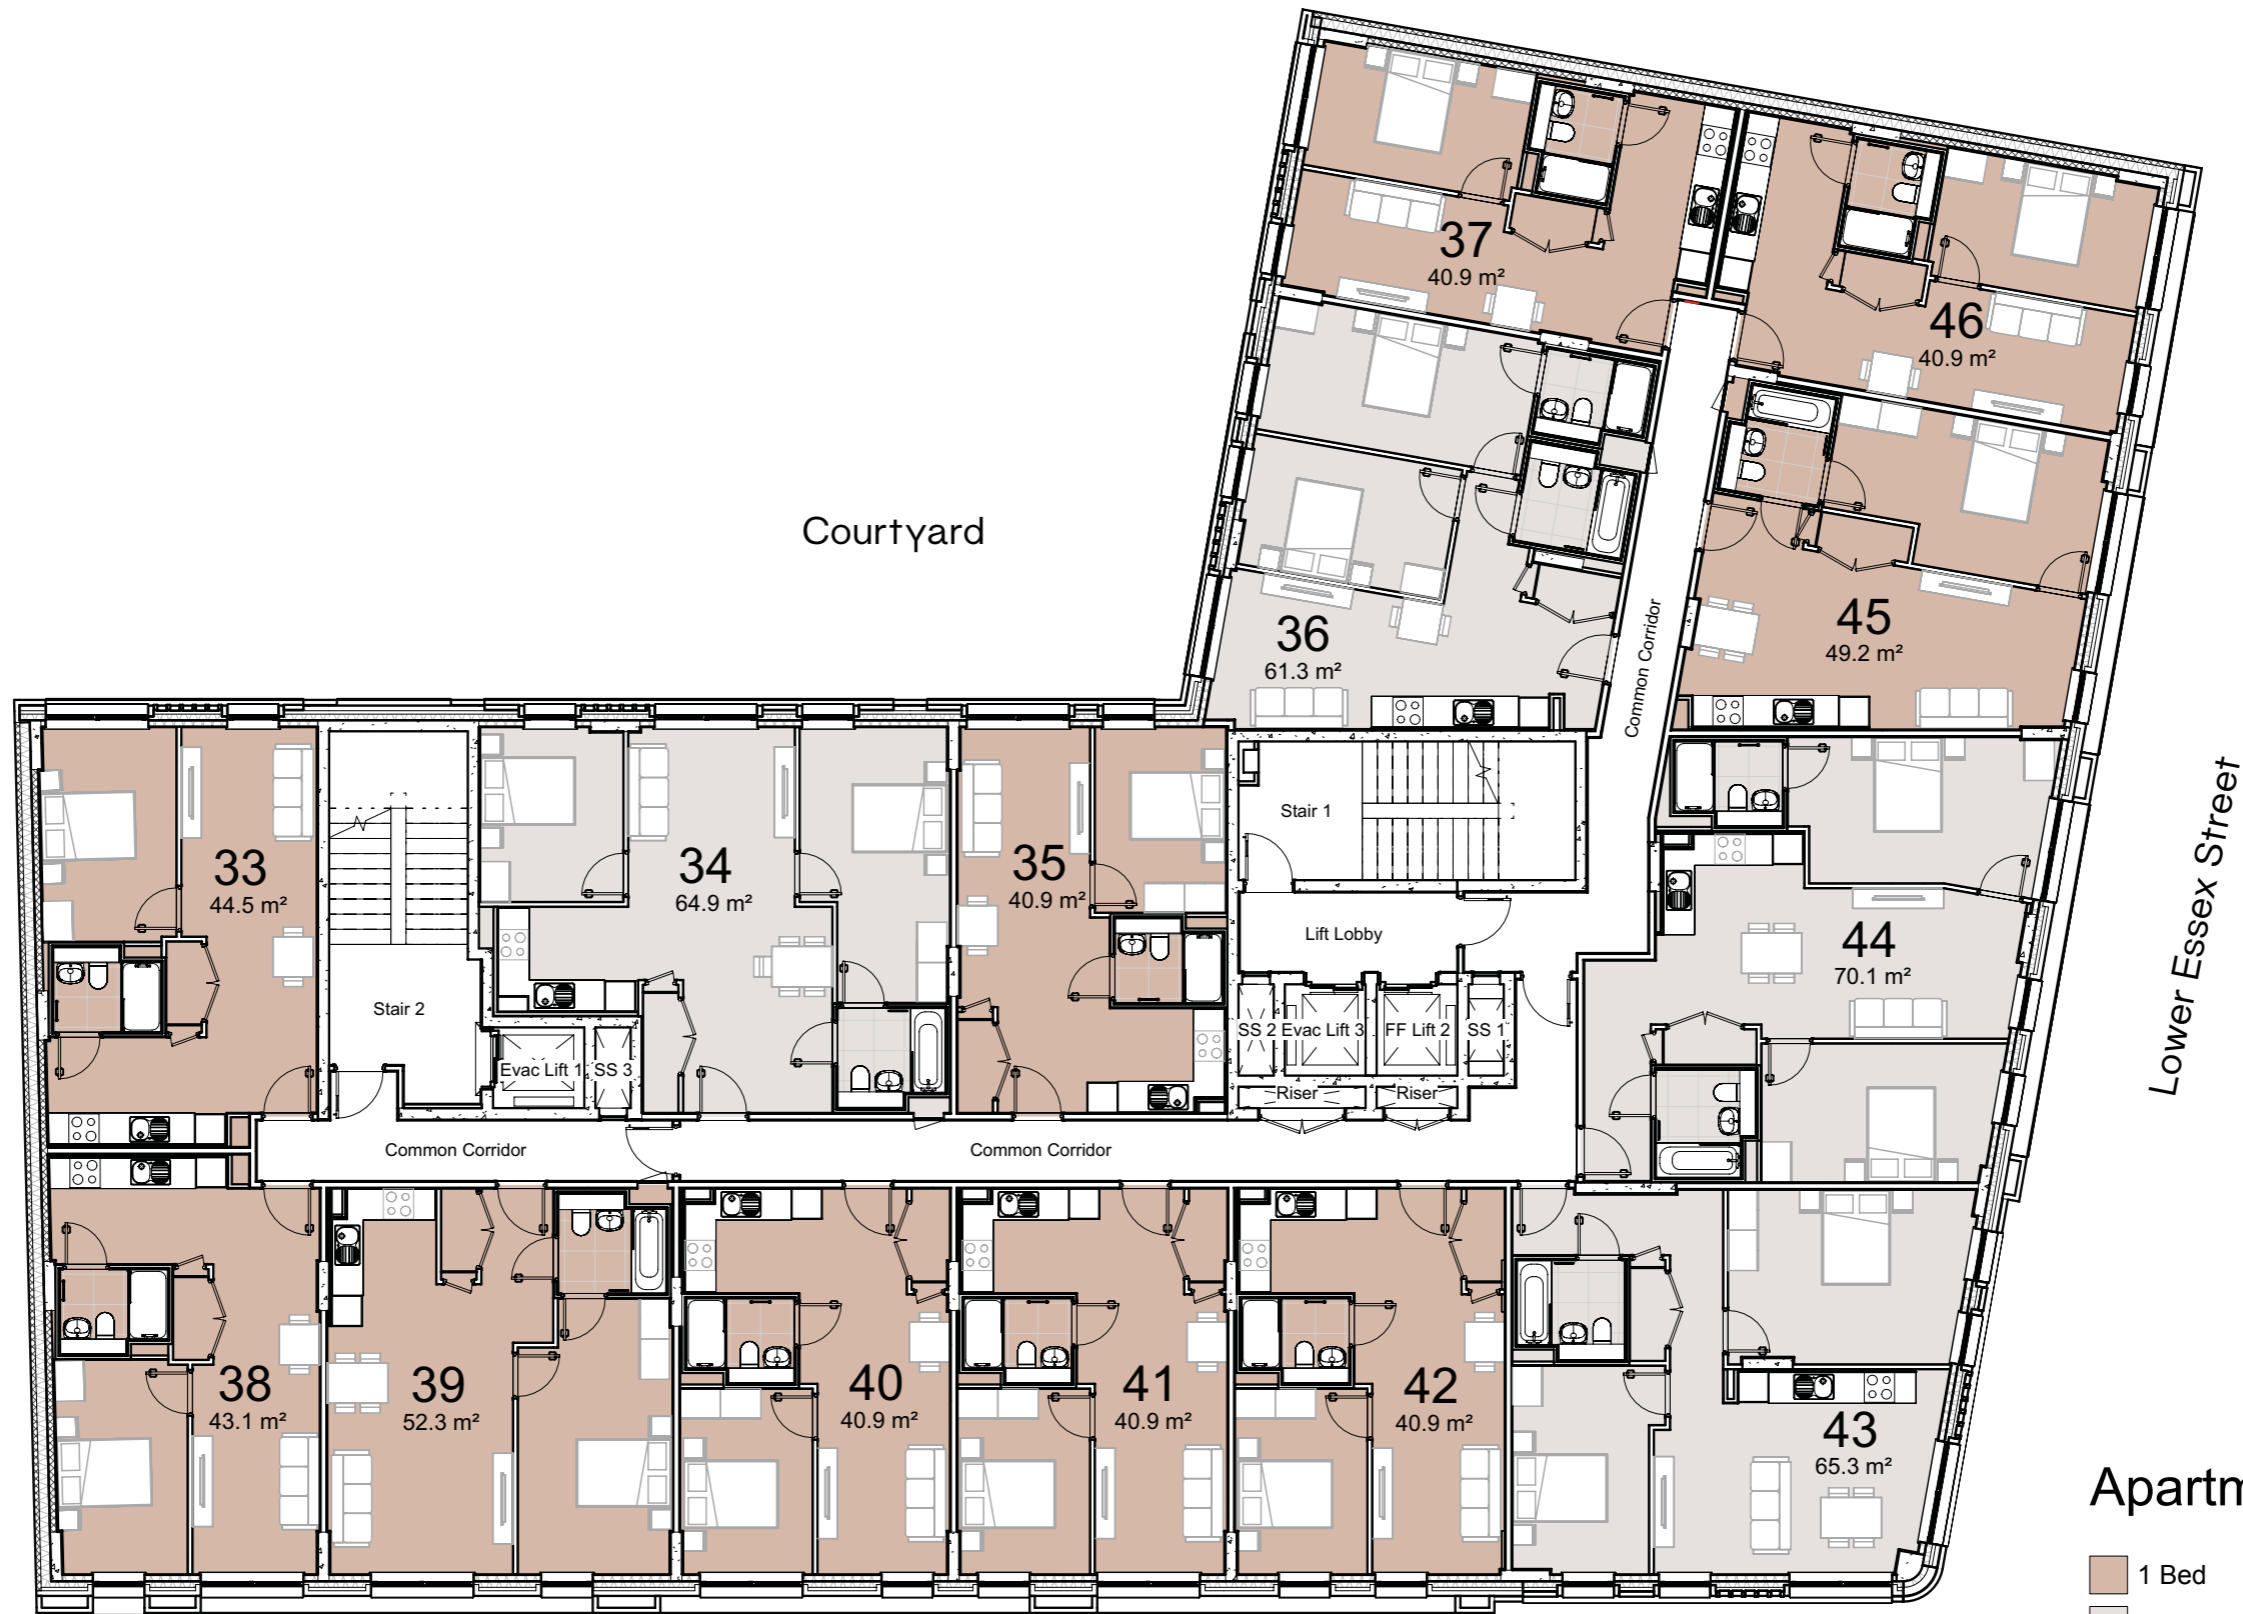 37
40.9 m²
46
40.9 m²
Courtyard
36
61.3 m²
Common Corridor
45
49.2 m²
Lower Essex Street
33
44.5 m²
34
64.9 m²
35
40.9 m²
Stair 1
Lift Lobby
44
70.1 m²
Stair 2
Evac Lift 1
SS 3
SS 2
Evac Lift 3
FF Lift 2
SS 1
Riser
Riser
Common Corridor
Common Corridor
38
43.1 m²
39
52.3 m²
40
40.9 m²
41
40.9 m²
42
40.9 m²
43
65.3 m²
1 Bed